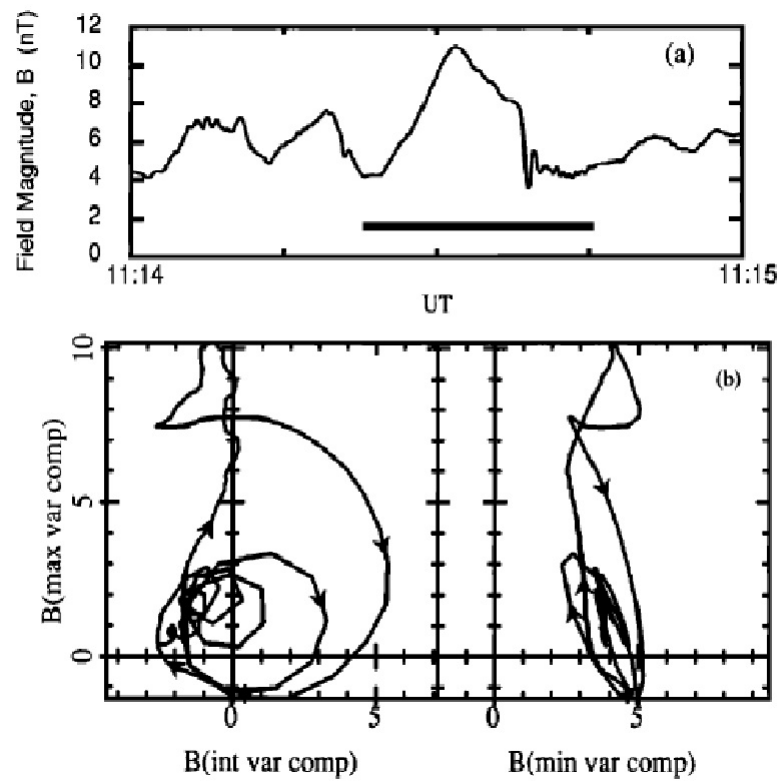 Field Magnitude, B (nT)
12
10
8
6
4
2
0
(a)
11:14
11:15
UT
B(max var comp)
10
5
0
(b)
0
5
0
5
B(int var comp)
B(min var comp)